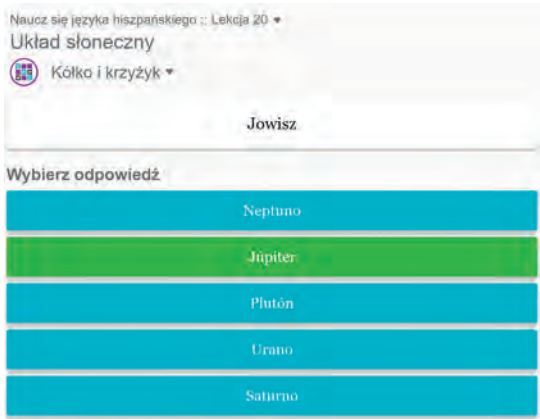 Naucz się języka hiszpańskiego :: Lekcja 20
Układ słoneczny
Kółko i krzyżyk
Jowisz
Wybierz odpowiedź
Neptuno
Júpiter
Plutón
Urano
Saturno